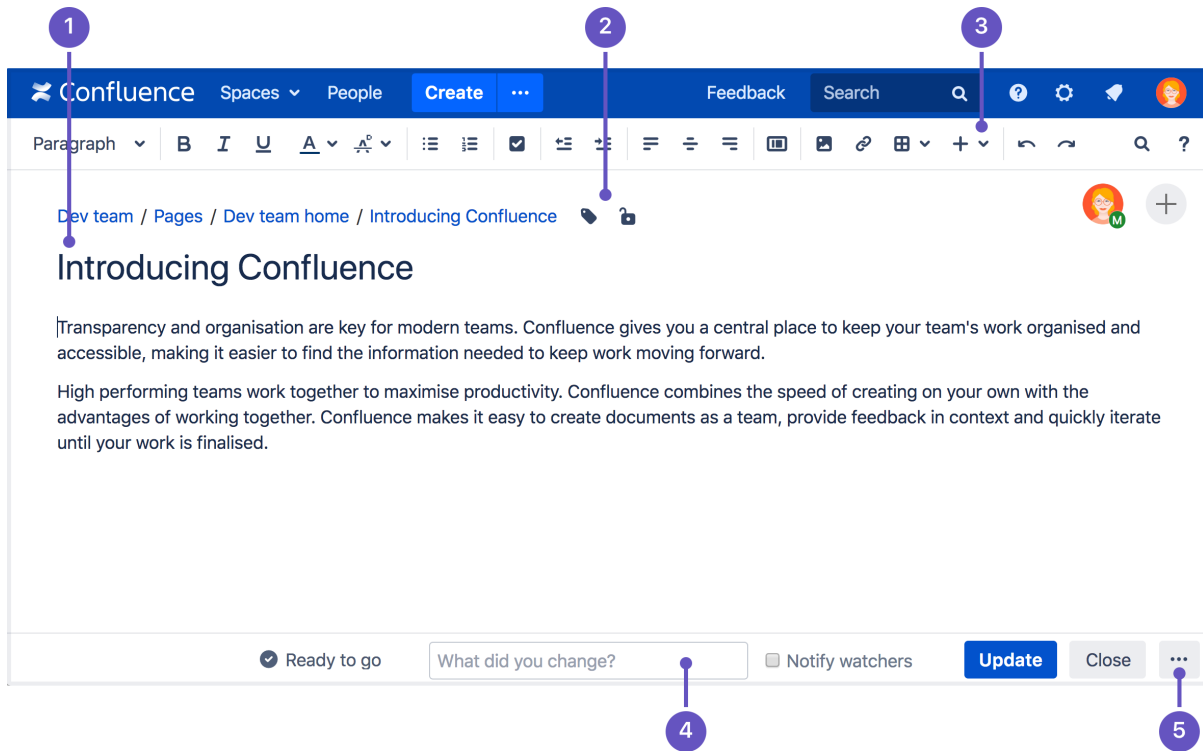 1 2 3
Confluence Spaces People Create ... Feedback Search ?
Paragraph B I U A A D ?
Dev team / Pages / Dev team home / Introducing Confluence
M
Introducing Confluence
Transparency and organisation are key for modern teams. Confluence gives you a central place to keep your team's work organised and
accessible, making it easier to find the information needed to keep work moving forward.
High performing teams work together to maximise productivity. Confluence combines the speed of creating on your own with the
advantages of working together. Confluence makes it easy to create documents as a team, provide feedback in context and quickly iterate
until your work is finalised.
Ready to go What did you change? Notify watchers Update Close ...
4 5